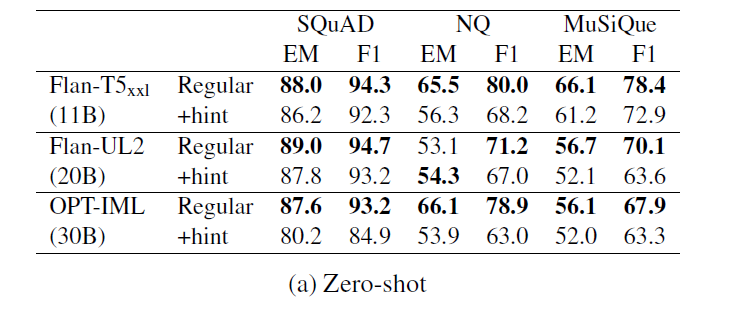 SQuAD NQ MuSiQue
EM F1 EM F1 EM F1
Flan-T5xxl Regular 88.0 94.3 65.5 80.0 66.1 78.4
(11B) +hint 86.2 92.3 56.3 68.2 61.2 72.9
Flan-UL2 Regular 89.0 94.7 53.1 71.2 56.7 70.1
(20B) +hint 87.8 93.2 54.3 67.0 52.1 63.6
OPT-IML Regular 87.6 93.2 66.1 78.9 56.1 67.9
(30B) +hint 80.2 84.9 53.9 63.0 52.0 63.3
(a) Zero-shot